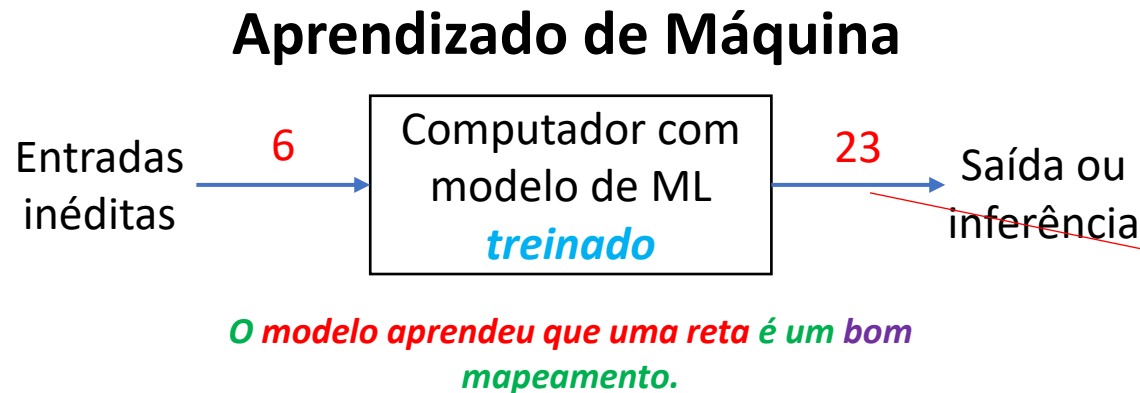 Aprendizado de Máquina
Entradas
inéditas
6
Computador com
modelo de ML
treinado
23
Saída ou
inferência
O modelo aprendeu que uma reta é um bom
mapeamento.